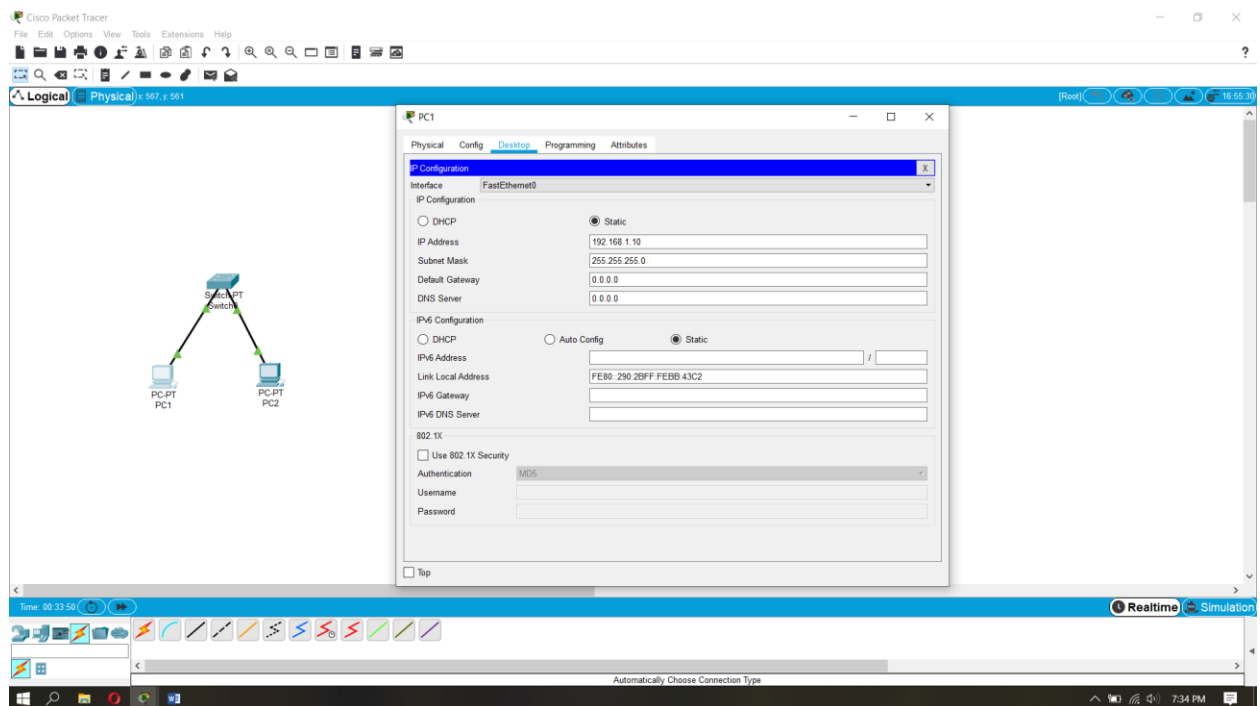 Cisco Packet Tracer
File Edit Options View Tools Extensions Help
?
Logical Physical x: 567, y: 561 [Root] 16:55:30
PC1
Physical Config Desktop Programming Attributes
IP Configuration X
Interface FastEthernet0
IP Configuration
DHCP Static
IP Address 192.168.1.10
Subnet Mask 255.255.255.0
Default Gateway 0.0.0.0
DNS Server 0.0.0.0
IPv6 Configuration
DHCP Auto Config Static
IPv6 Address /
Link Local Address FE80::290:2BFF:FEBB:43C2
IPv6 Gateway
IPv6 DNS Server
802.1X
Use 802.1X Security
Authentication MD5
Username
Password
Top
Switch-PT
PC-PT
PC1
PC-PT
PC2
Time: 00:33:50 Realtime Simulation
Automatically Choose Connection Type
7:34 PM